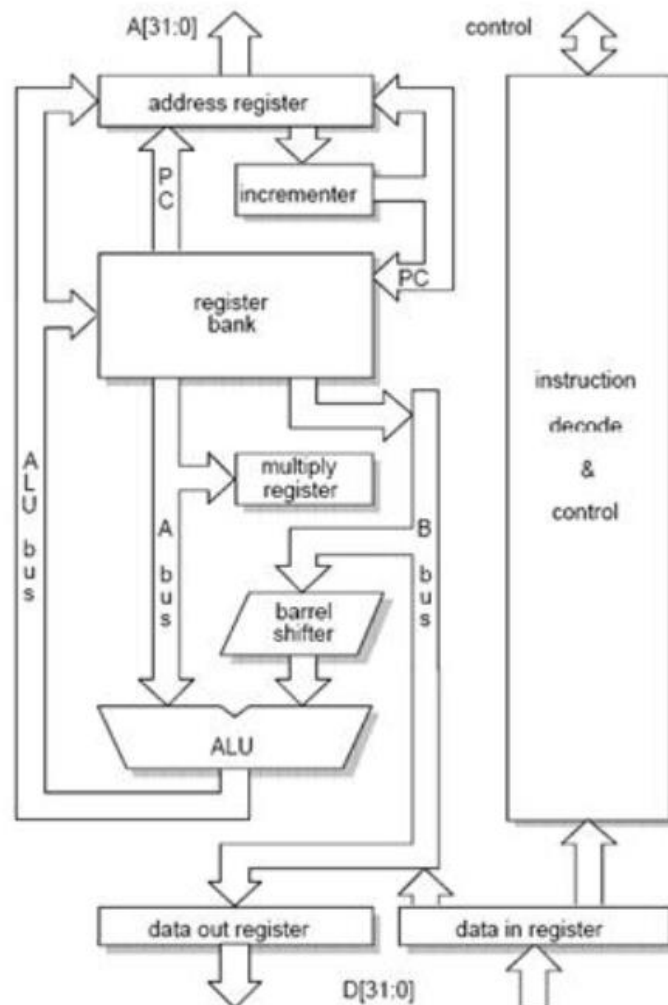 A[31:0]
control
address register
P
C
incrementer
PC
register
bank
instruction
decode
&
control
multiply
register
A
L
U
b
u
s
A
b
u
s
B
b
u
s
barrel
shifter
ALU
data out register
data in register
D[31:0]